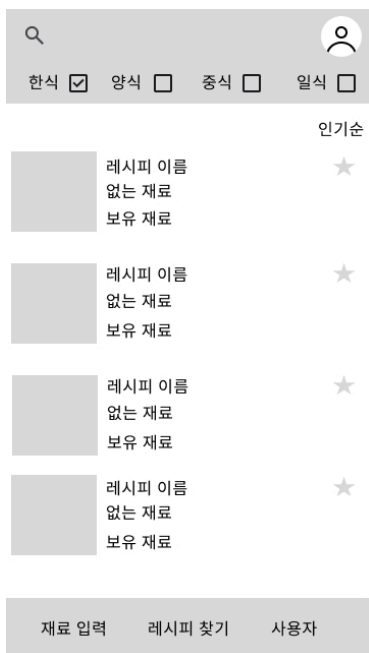 한식 양식 중식 일식
인기순
레시피 이름
없는 재료
보유 재료
레시피 이름
없는 재료
보유 재료
레시피 이름
없는 재료
보유 재료
레시피 이름
없는 재료
보유 재료
재료 입력 레시피 찾기 사용자